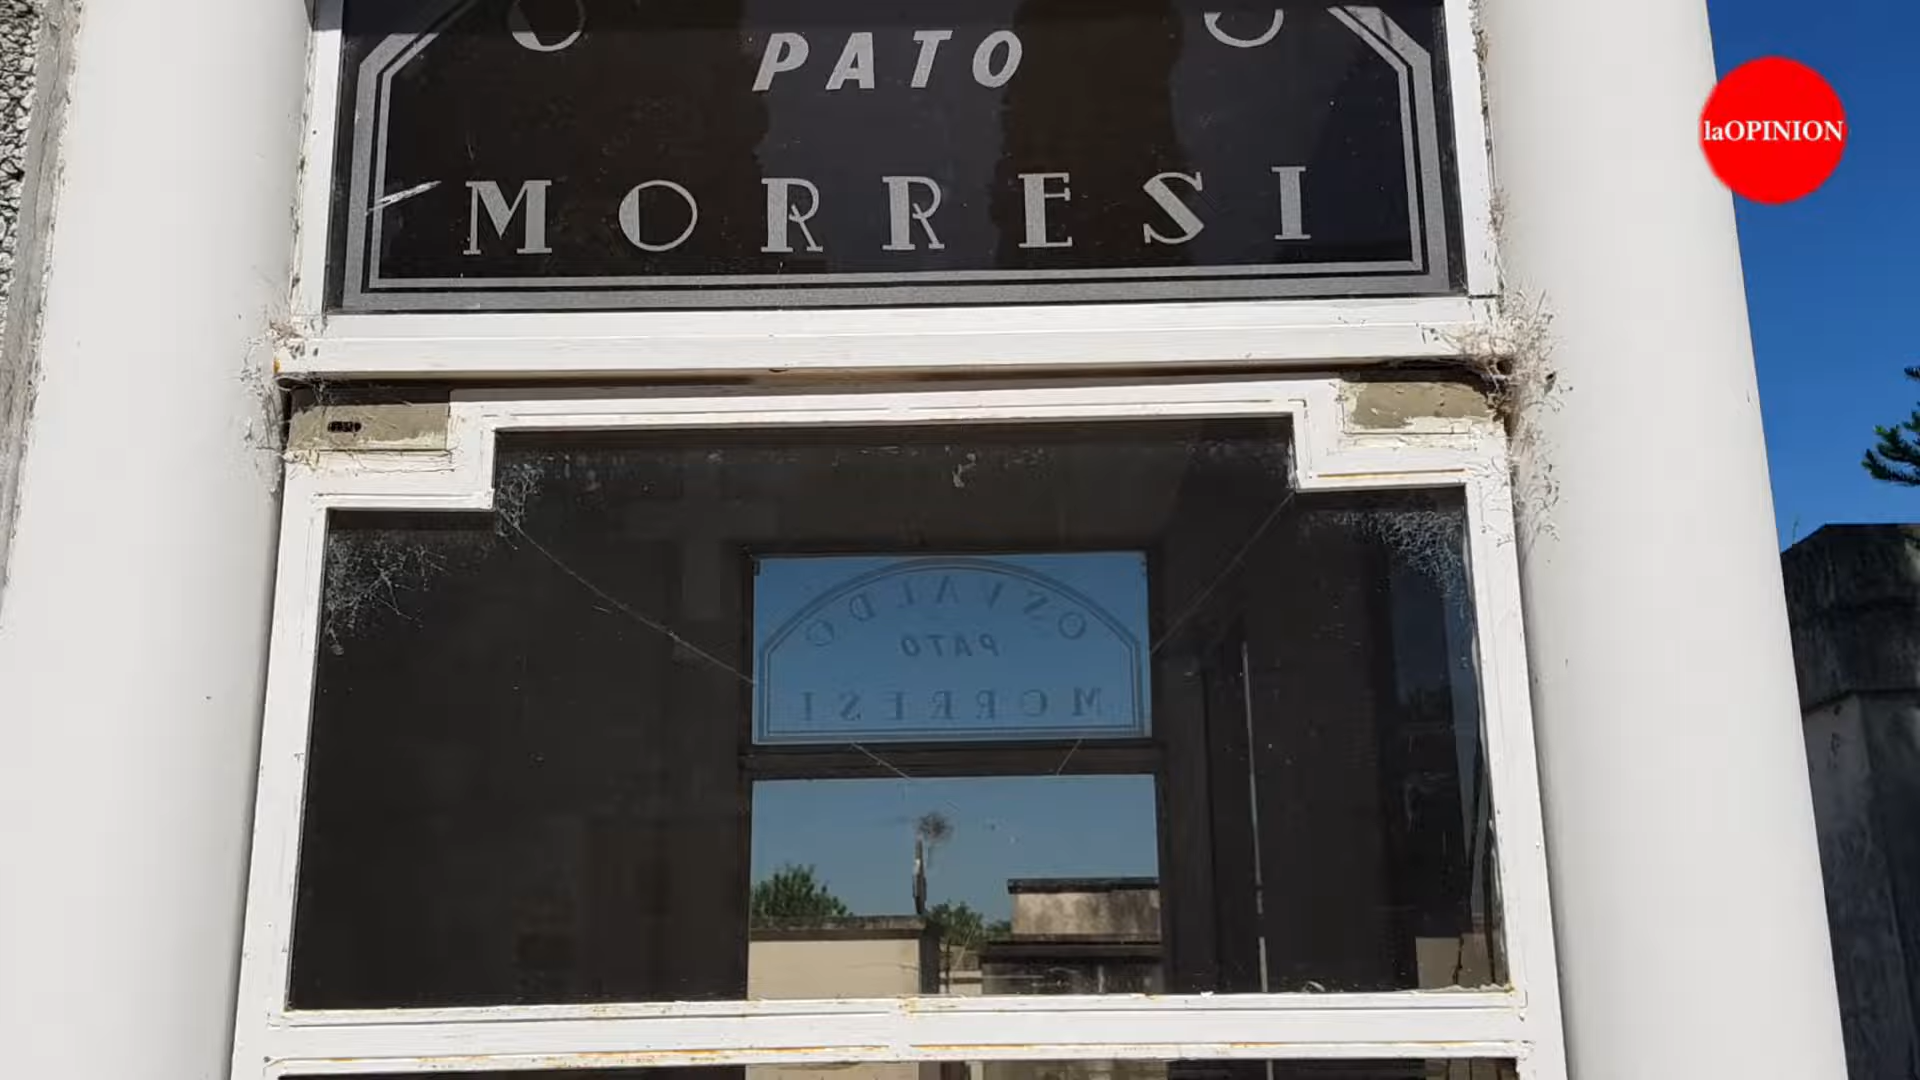 PATO
MORRESI
laOPINION
OSVALDO
PATO
MORRESI